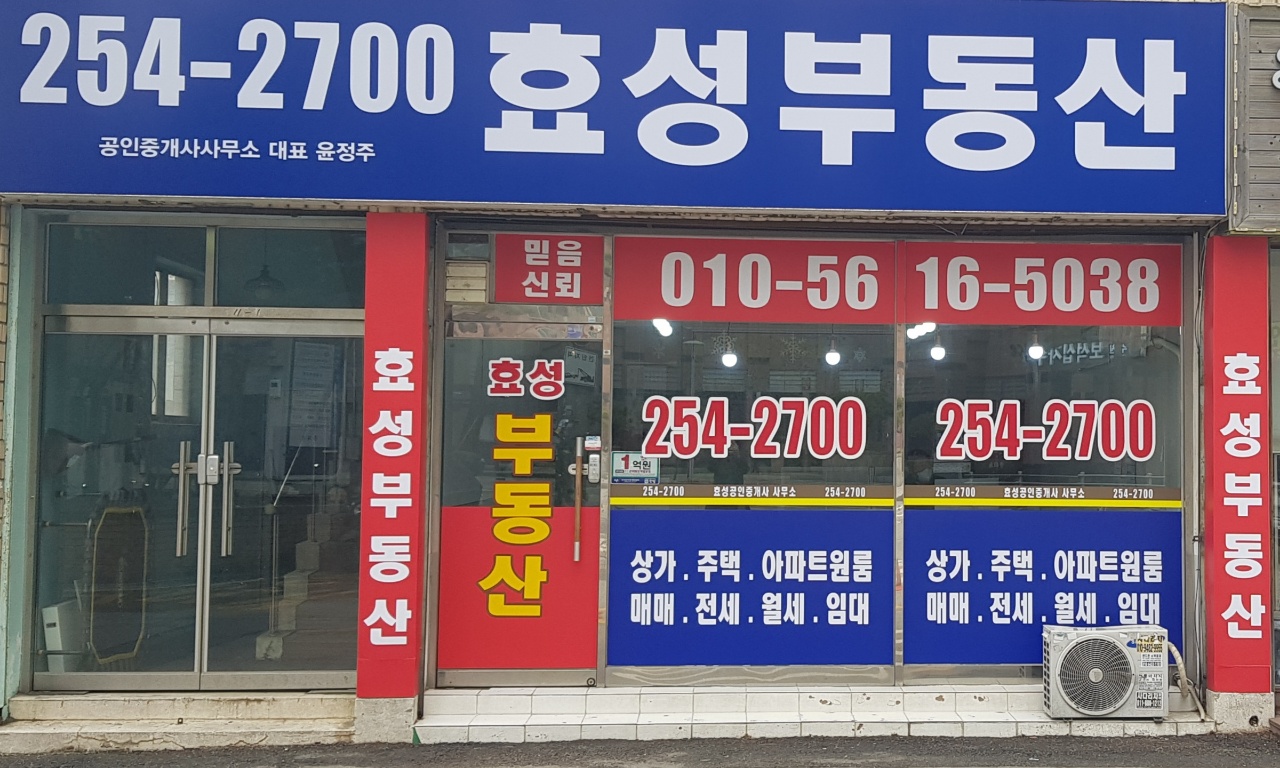 254-2700 효성부동산
공인중개사사무소 대표 윤정주
믿음
신뢰
010-56
16-5038
효성부동산
효성
부동산
254-2700
254-2700
효성부동산
1억원
254-2700 효성공인중개사 사무소 254-2700
254-2700 효성공인중개사 사무소 254-2700
상가 . 주택 . 아파트원룸
매매 . 전세 . 월세 . 임대
상가 . 주택 . 아파트원룸
매매 . 전세 . 월세 . 임대